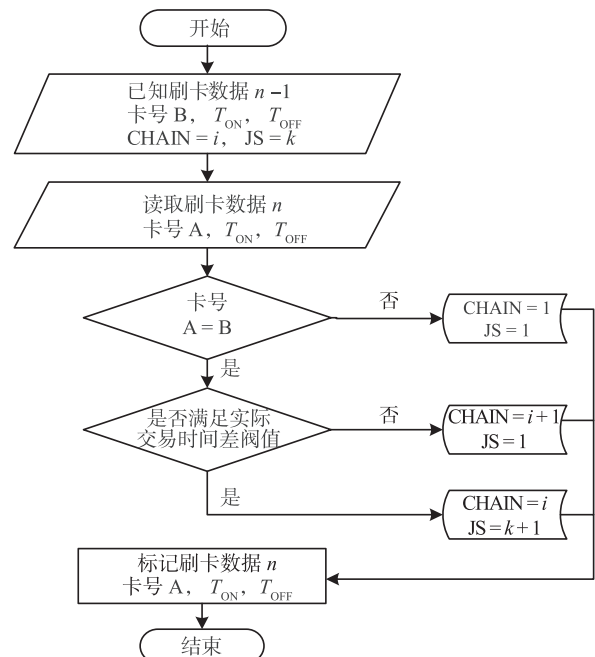 开始
已知刷卡数据 n-1
卡号 B， T_ON， T_OFF
CHAIN=i， JS=k
读取刷卡数据 n
卡号 A， T_ON， T_OFF
卡号
A=B
否
CHAIN=1
JS=1
是
是否满足实际
交易时间差阀值
否
CHAIN=i+1
JS=1
是
CHAIN=i
JS=k+1
标记刷卡数据 n
卡号 A， T_ON， T_OFF
结束